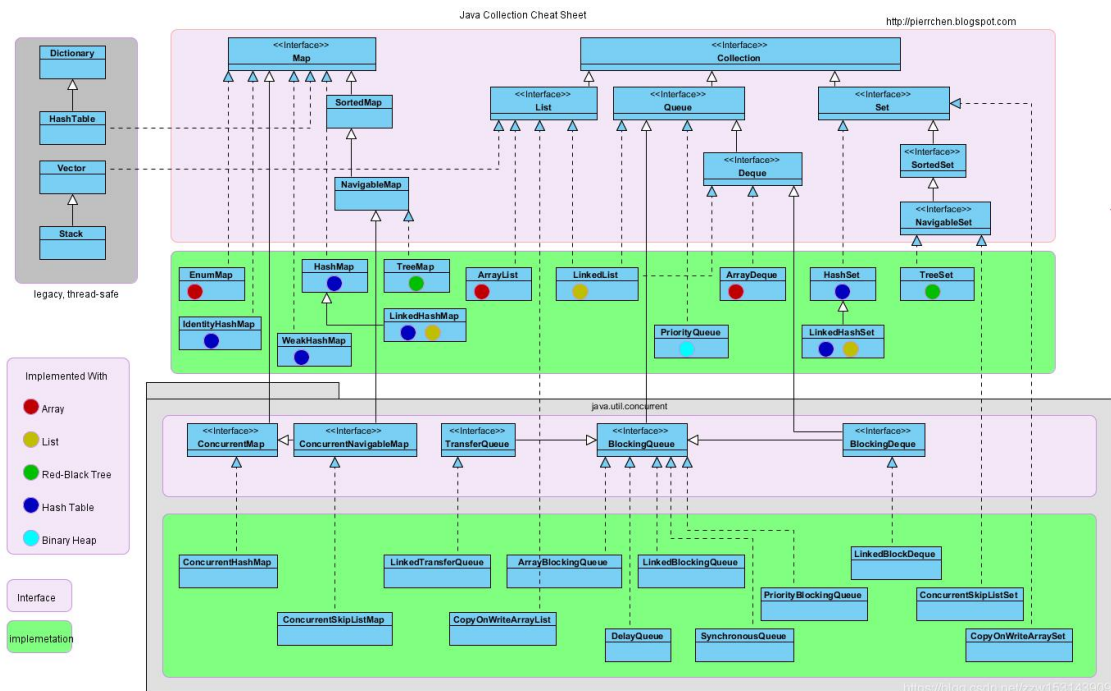 Java Collection Cheat Sheet
http://pierrchen.blogspot.com
Dictionary
HashTable
Vector
Stack
legacy, thread-safe
<<Interface>>
Map
<<Interface>>
Collection
SortedMap
<<Interface>>
List
<<Interface>>
Queue
<<Interface>>
Set
<<Interface>>
Deque
<<Interface>>
SortedSet
NavigableMap
<<Interface>>
NavigableSet
EnumMap
HashMap
TreeMap
ArrayList
LinkedList
ArrayDeque
HashSet
TreeSet
IdentityHashMap
LinkedHashMap
WeakHashMap
PriorityQueue
LinkedHashSet
Implemented With
Array
List
Red-Black Tree
Hash Table
Binary Heap
Interface
implemetation
java.util.concurrent
<<Interface>>
ConcurrentMap
<<Interface>>
ConcurrentNavigableMap
<<Interface>>
TransferQueue
<<Interface>>
BlockingQueue
<<Interface>>
BlockingDeque
ConcurrentHashMap
LinkedTransferQueue
ArrayBlockingQueue
LinkedBlockingQueue
LinkedBlockDeque
PriorityBlockingQueue
ConcurrentSkipListSet
ConcurrentSkipListMap
CopyOnWriteArrayList
DelayQueue
SynchronousQueue
CopyOnWriteArraySet